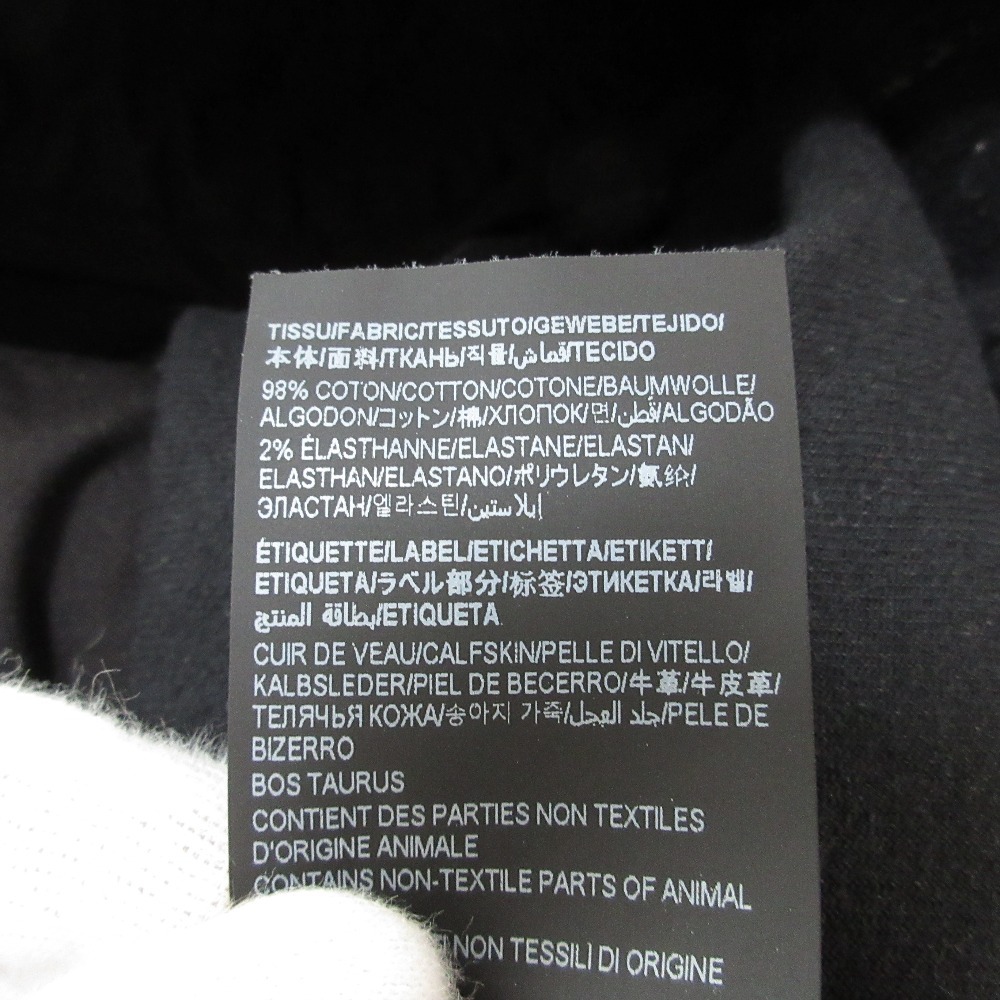 TISSU/FABRIC/TESSUTO/GEWEBE/TEJIDO/
本体/面料/ТКАНЬ/직물/قماش/TECIDO
98% COTON/COTTON/COTONE/BAUMWOLLE/
ALGODON/コットン/棉/ХЛОПОК/면/قُطن/ALGODÃO
2% ÉLASTHANNE/ELASTANE/ELASTAN/
ELASTHAN/ELASTANO/ポリウレタン/氨纶/
ЭЛАСТАН/엘라스틴/إيلاستين
ÉTIQUETTE/LABEL/ETICHETTA/ETIKETT/
ETIQUETA/ラベル部分/标签/ЭТИКЕТКА/라벨/
بطاقة المنتج/ETIQUETA
CUIR DE VEAU/CALFSKIN/PELLE DI VITELLO/
KALBSLEDER/PIEL DE BECERRO/牛革/牛皮革/
ТЕЛЯЧЬЯ КОЖА/송아지 가죽/جلد العجل/PELE DE
BIZERRO
BOS TAURUS
CONTIENT DES PARTIES NON TEXTILES
D'ORIGINE ANIMALE
CONTAINS NON-TEXTILE PARTS OF ANIMAL
NON TESSILI DI ORIGINE